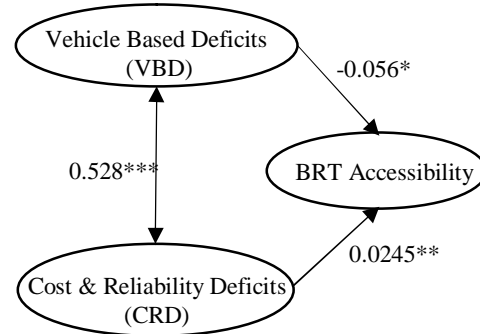 Vehicle Based Deficits
(VBD)
-0.056*
0.528***
BRT Accessibility
0.0245**
Cost & Reliability Deficits
(CRD)